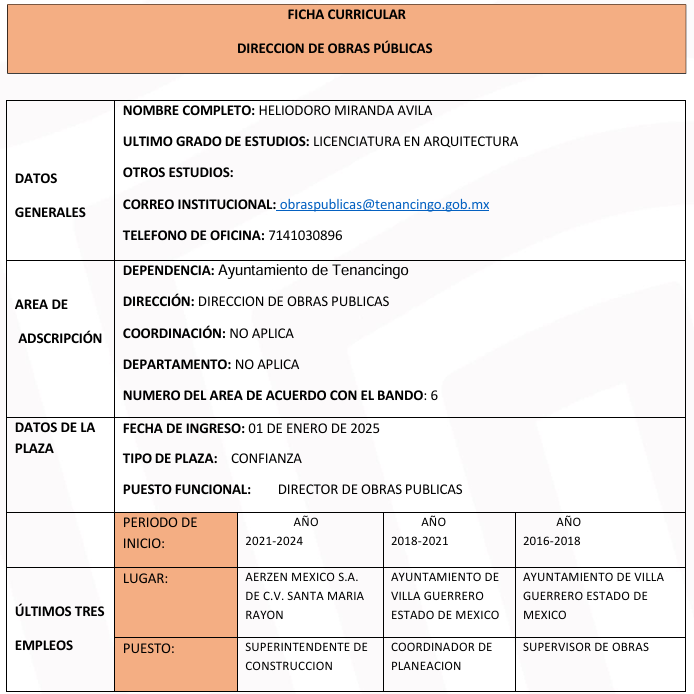 FICHA CURRICULAR
DIRECCION DE OBRAS PÚBLICAS
DATOS
GENERALES
NOMBRE COMPLETO: HELIODORO MIRANDA AVILA
ULTIMO GRADO DE ESTUDIOS: LICENCIATURA EN ARQUITECTURA
OTROS ESTUDIOS:
CORREO INSTITUCIONAL: obraspublicas@tenancingo.gob.mx
TELEFONO DE OFICINA: 7141030896
AREA DE
ADSCRIPCIÓN
DEPENDENCIA: Ayuntamiento de Tenancingo
DIRECCIÓN: DIRECCION DE OBRAS PUBLICAS
COORDINACIÓN: NO APLICA
DEPARTAMENTO: NO APLICA
NUMERO DEL AREA DE ACUERDO CON EL BANDO: 6
DATOS DE LA
PLAZA
FECHA DE INGRESO: 01 DE ENERO DE 2025
TIPO DE PLAZA: CONFIANZA
PUESTO FUNCIONAL: DIRECTOR DE OBRAS PUBLICAS
ÚLTIMOS TRES
EMPLEOS
PERIODO DE
INICIO:
AÑO
2021-2024
AÑO
2018-2021
AÑO
2016-2018
LUGAR:
AERZEN MEXICO S.A.
DE C.V. SANTA MARIA
RAYON
AYUNTAMIENTO DE
VILLA GUERRERO
ESTADO DE MEXICO
AYUNTAMIENTO DE VILLA
GUERRERO ESTADO DE
MEXICO
PUESTO:
SUPERINTENDENTE DE
CONSTRUCCION
COORDINADOR DE
PLANEACION
SUPERVISOR DE OBRAS